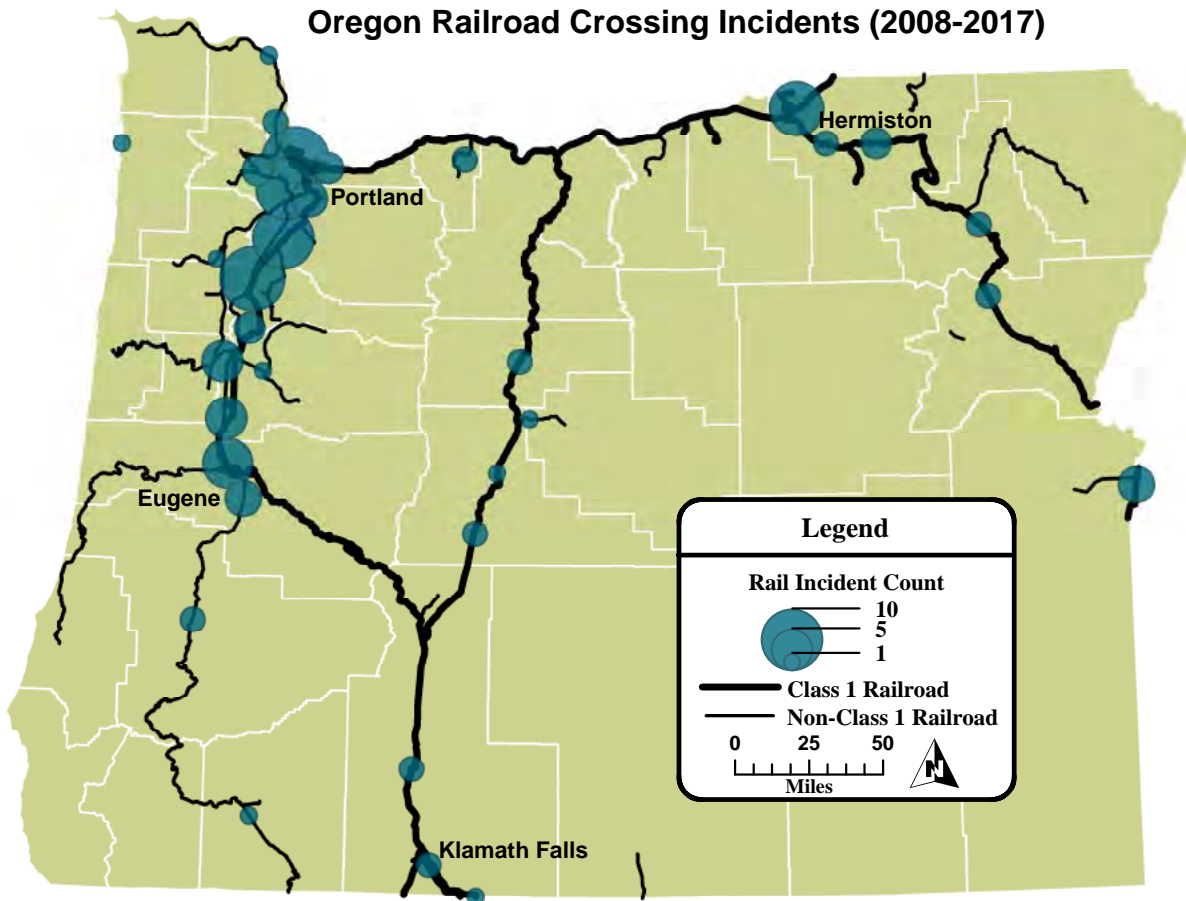 Oregon Railroad Crossing Incidents (2008-2017)
Hermiston
Portland
Eugene
Klamath Falls
Legend
Rail Incident Count
10
5
1
Class 1 Railroad
Non-Class 1 Railroad
0 25 50
Miles
N